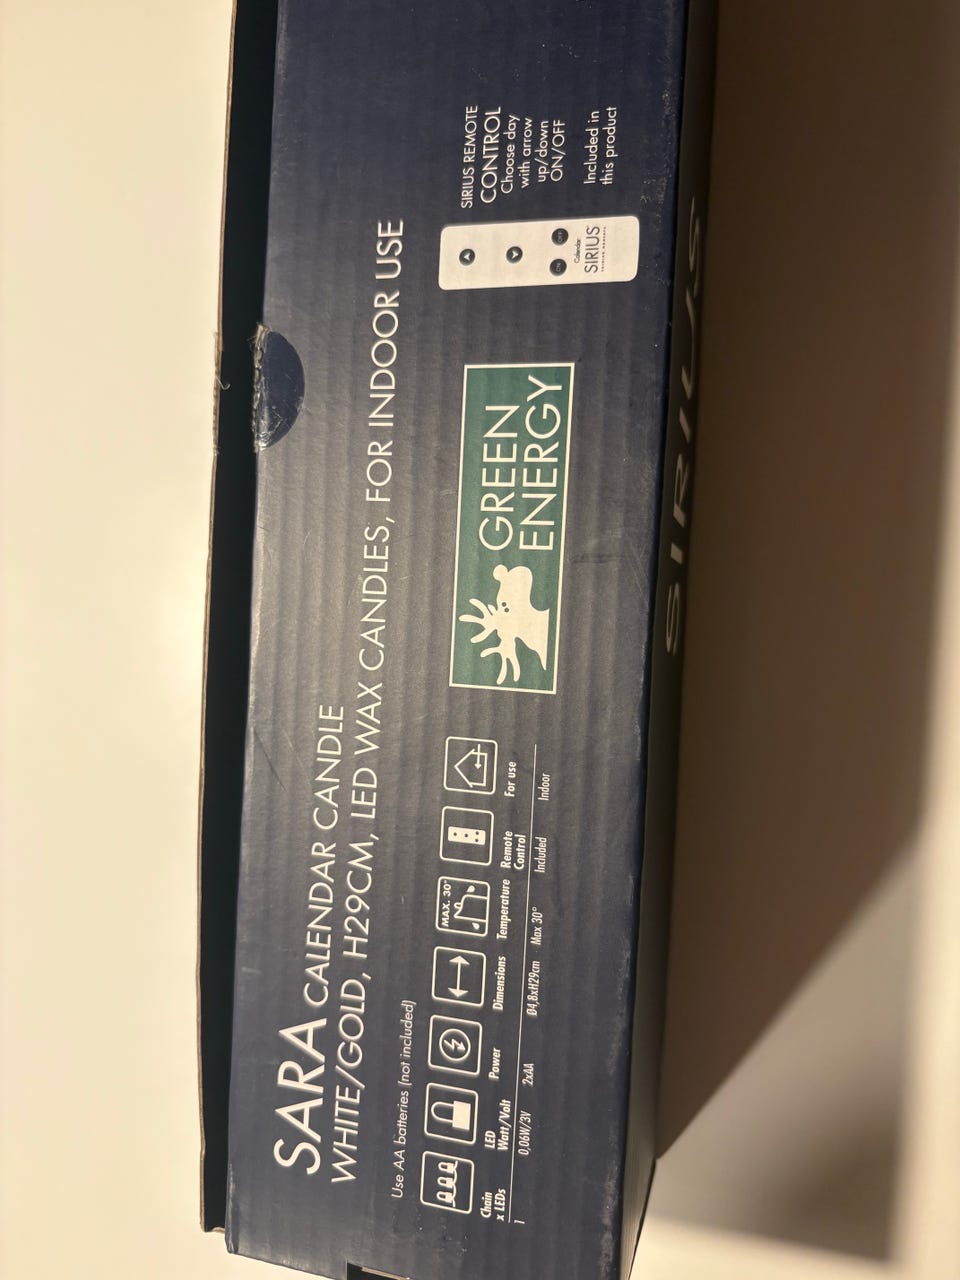 SARA CALENDAR CANDLE
WHITE/GOLD, H29CM, LED WAX CANDLES, FOR INDOOR USE
Use AA batteries (not included)
MAX. 30°
Chain x LEDs
1
LED Watt/Volt
0,06W/3V
Power
2xAA
Dimensions
Ø4,8xH29cm
Temperature
Max 30°
Remote Control
Included
For use
Indoor
GREEN
ENERGY
ON OFF
Calendar
SIRIUS
SIRIUS REMOTE
CONTROL
Choose day
with arrow
up/down
ON/OFF
Included in
this product
SIRIUS